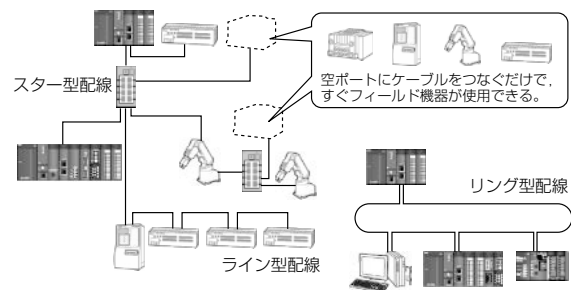 空ポートにケーブルをつなぐだけで,
すぐフィールド機器が使用できる。
スター型配線
リング型配線
ライン型配線